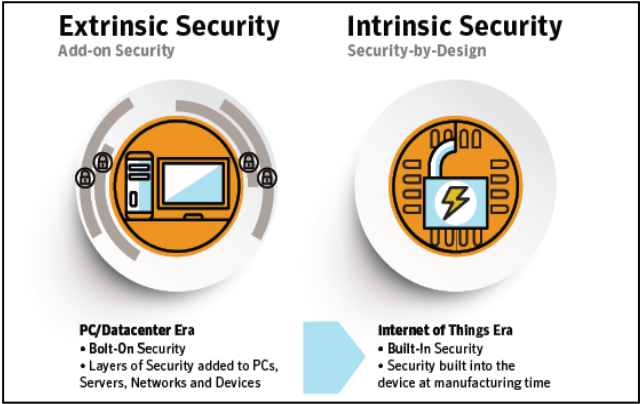 Extrinsic Security
Add-on Security
PC/Datacenter Era
• Bolt-On Security
• Layers of Security added to PCs,
Servers, Networks and Devices
Intrinsic Security
Security-by-Design
Internet of Things Era
• Built-In Security
• Security built into the
device at manufacturing time